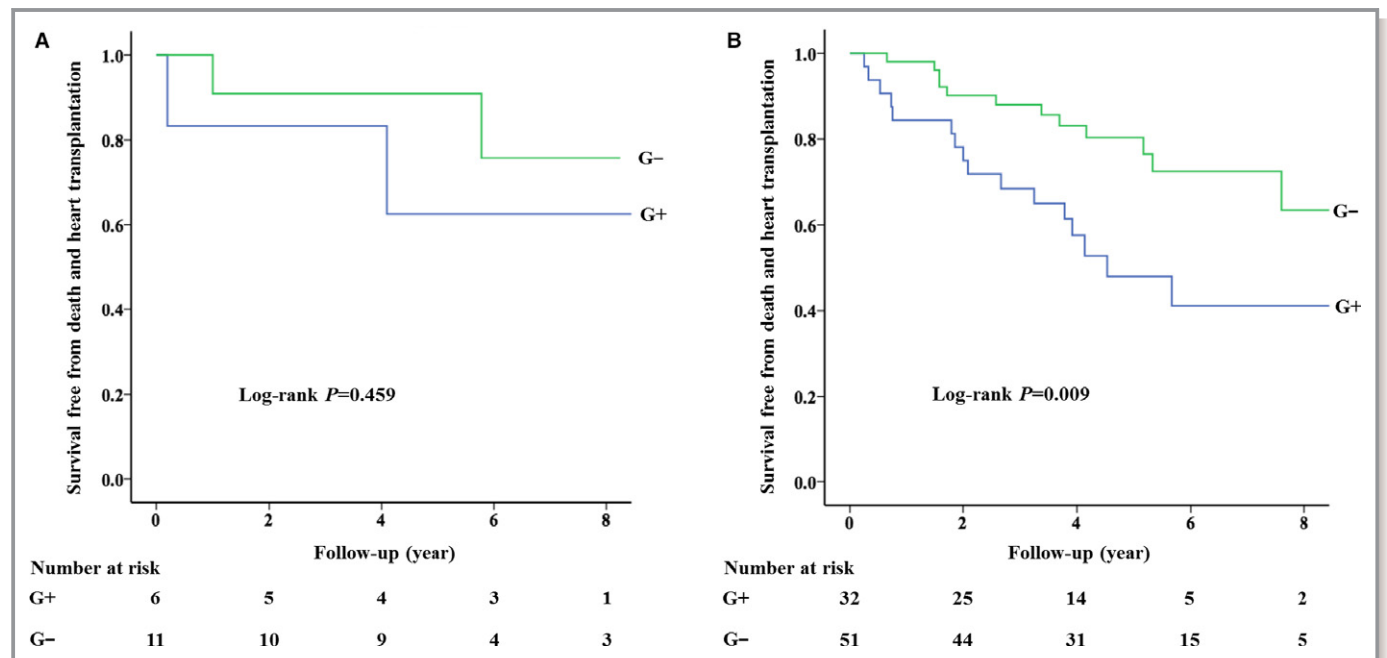 A
Survival free from death and heart transplantation
1.0
0.8
0.6
0.4
0.2
0.0
G−
G+
Log-rank P=0.459
0 2 4 6 8
Follow-up (year)
Number at risk
G+ 6 5 4 3 1
G− 11 10 9 4 3
B
Survival free from death and heart transplantation
1.0
0.8
0.6
0.4
0.2
0.0
G−
G+
Log-rank P=0.009
0 2 4 6 8
Follow-up (year)
Number at risk
G+ 32 25 14 5 2
G− 51 44 31 15 5